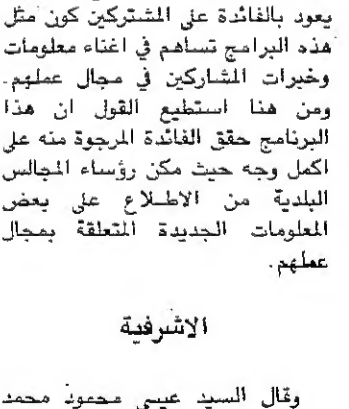 يعود بالفائدة على المشتركين كون مثل
هذه البرامج تساهم في اغناء معلومات
وخبرات المشاركين في مجال عملهم.
ومن هنا استطيع القول ان هذا
البرنامج حقق الفائدة المرجوة منه على
اكمل وجه حيث مكن رؤساء المجالس
البلدية من الاطلاع على بعض
المعلومات الجديدة المتعلقة بمجال
عملهم.
الاشرفية
وقال السيد عيسى محمود محمد